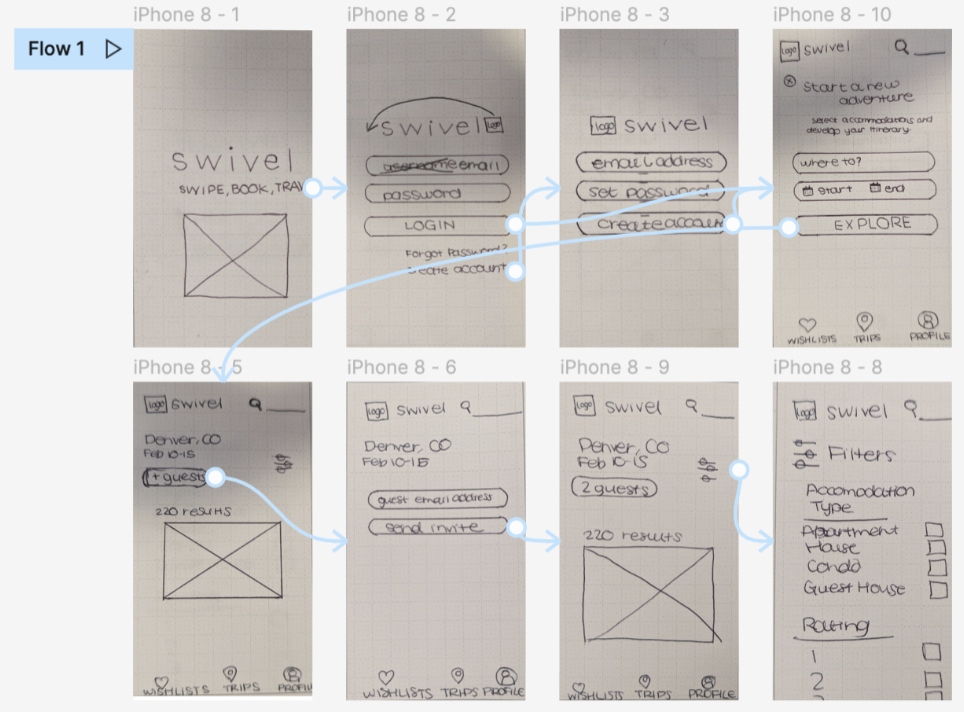 Flow 1
iPhone 8 - 1
swivel
SWIPE, BOOK, TRAV
iPhone 8 - 2
swivel logo
email
password
LOGIN
Forgot Password?
create account
iPhone 8 - 3
logo swivel
email address
set password
create account
iPhone 8 - 10
logo swivel
Start a new
adventure
select accommodations and
develop your itinerary.
where to?
start end
EXPLORE
WISHLISTS TRIPS PROFILE
iPhone 8 - 5
logo swivel
Denver, CO
Feb 10-15
+ guests
220 results
WISHLISTS TRIPS PROFIL
iPhone 8 - 6
logo swivel
Denver, CO
Feb 10-15
guest email address
send invite
WISHLISTS TRIPS PROFILE
iPhone 8 - 9
logo swivel
Denver, CO
Feb 10-15
2 guests
220 results
WISHLISTS TRIPS PROFILE
iPhone 8 - 8
logo swivel
Filters
Accomodation
Type
Apartment
House
Condo
Guest House
Rating
1
2